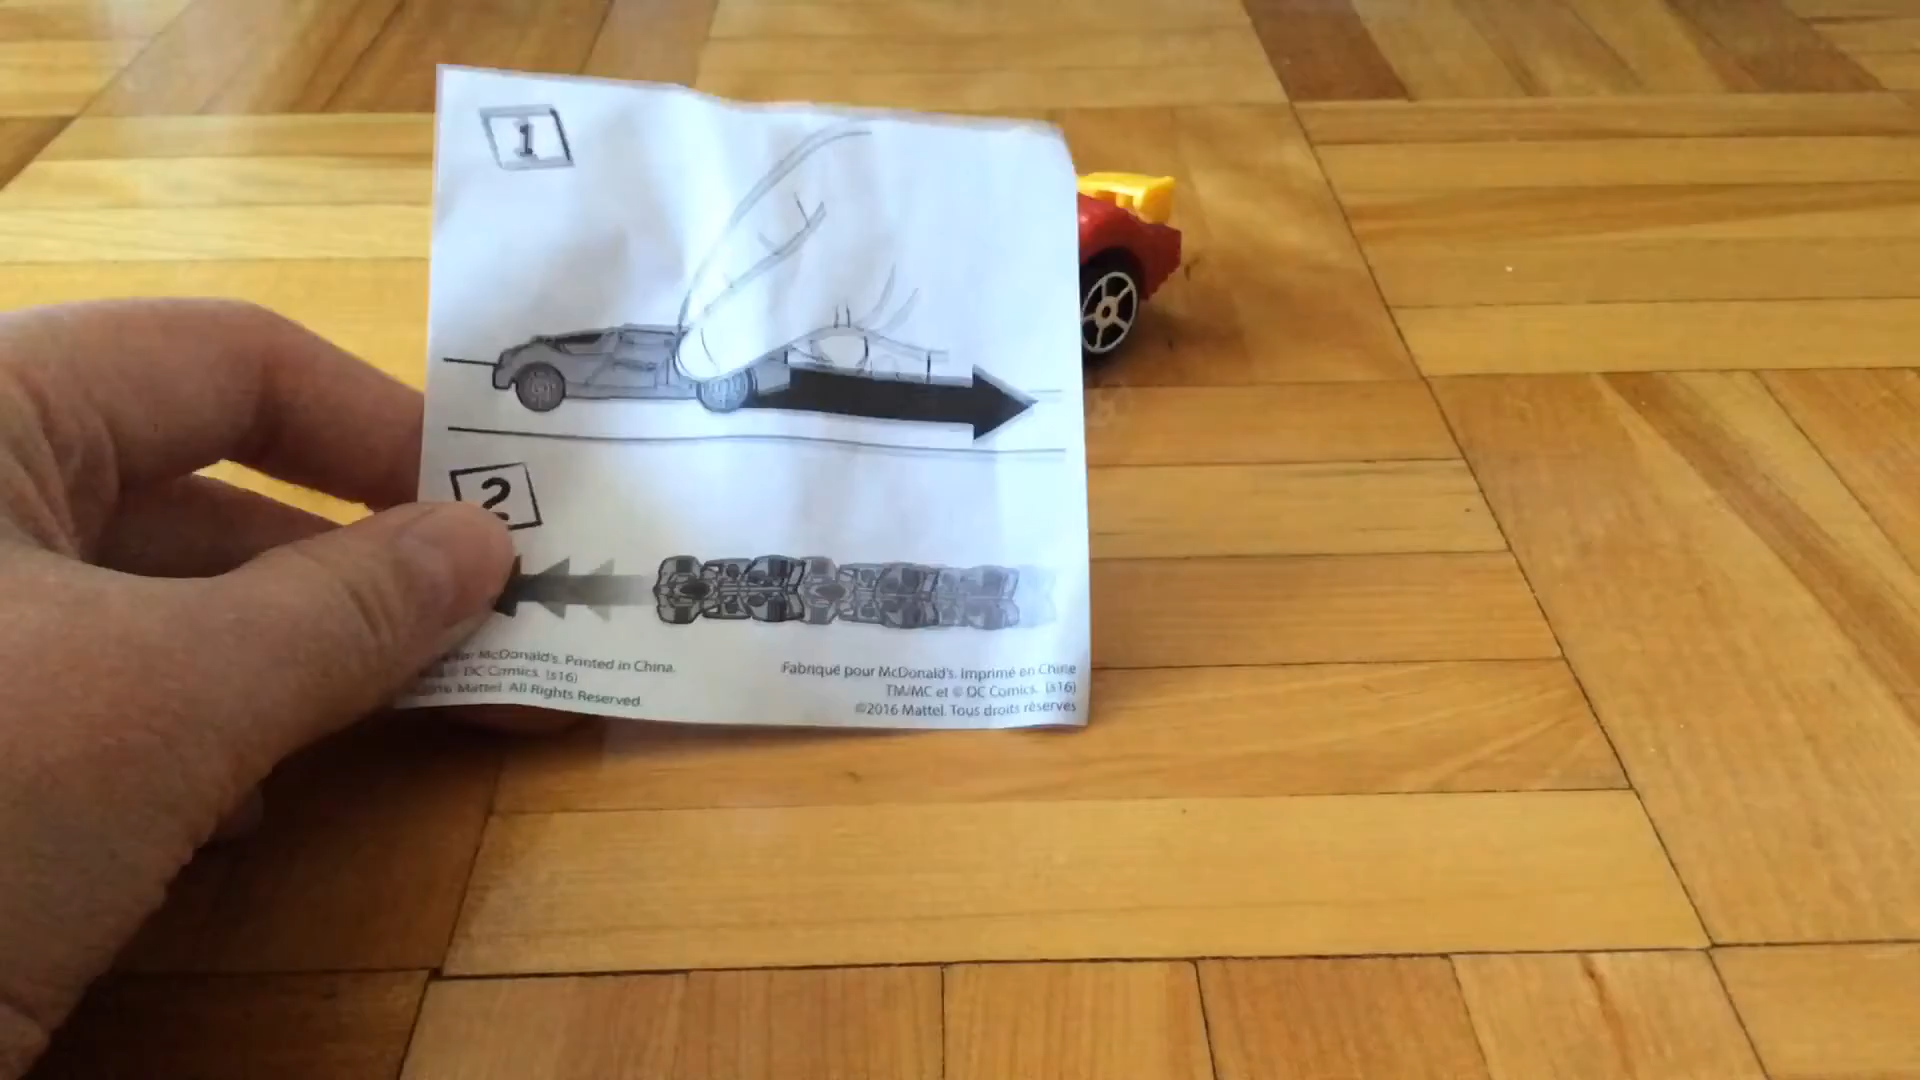 1
2
McDonald's. Printed in China.
© DC Comics. (s16)
2016 Mattel. All Rights Reserved.
Fabriqué pour McDonald's. Imprimé en Chine
TM/MC et © DC Comics. (s16)
©2016 Mattel. Tous droits réservés